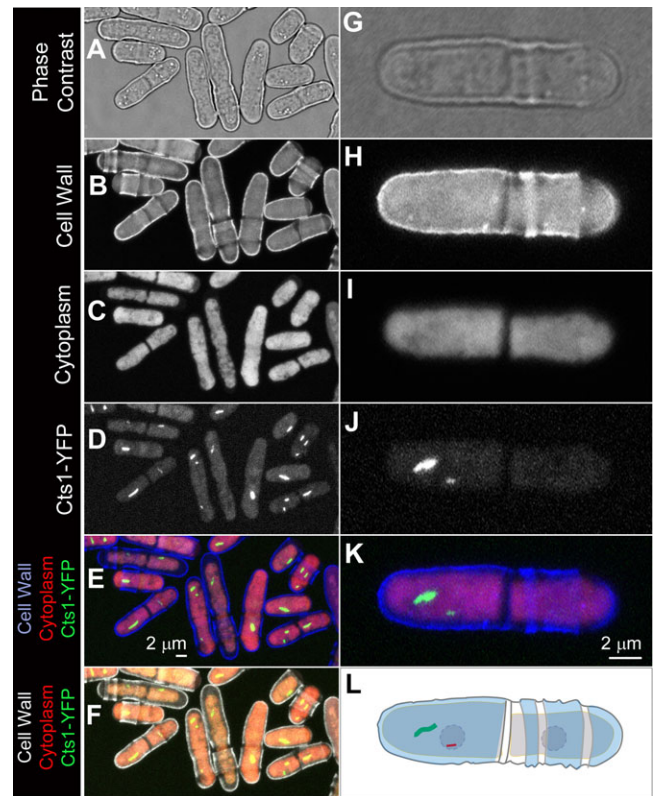 Phase
Contrast
A
G
Cell Wall
B
H
Cytoplasm
C
I
Cts1-YFP
D
J
Cell Wall
Cytoplasm
Cts1-YFP
E
2 μm
K
2 μm
Cell Wall
Cytoplasm
Cts1-YFP
F
L